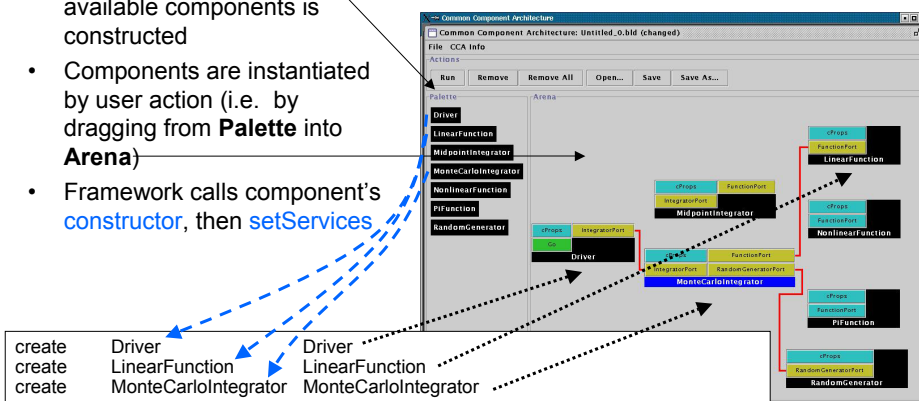 available components is
constructed
• Components are instantiated
by user action (i.e. by
dragging from Palette into
Arena)
• Framework calls component's
constructor, then setServices
Common Component Architecture
Common Component Architecture: Untitled_0.bld (changed)
File CCA Info
Actions
Run Remove Remove All Open... Save Save As...
Palette
Driver
LinearFunction
MidpointIntegrator
MonteCarloIntegrator
NonlinearFunction
PiFunction
RandomGenerator
Arena
cProps
FunctionPort
LinearFunction
cProps FunctionPort
IntegratorPort
MidpointIntegrator
cProps
FunctionPort
NonlinearFunction
cProps IntegratorPort
Go
Driver
cProps FunctionPort
IntegratorPort RandomGeneratorPort
MonteCarloIntegrator
cProps
FunctionPort
PiFunction
cProps
RandomGeneratorPort
RandomGenerator
create Driver Driver
create LinearFunction LinearFunction
create MonteCarloIntegrator MonteCarloIntegrator